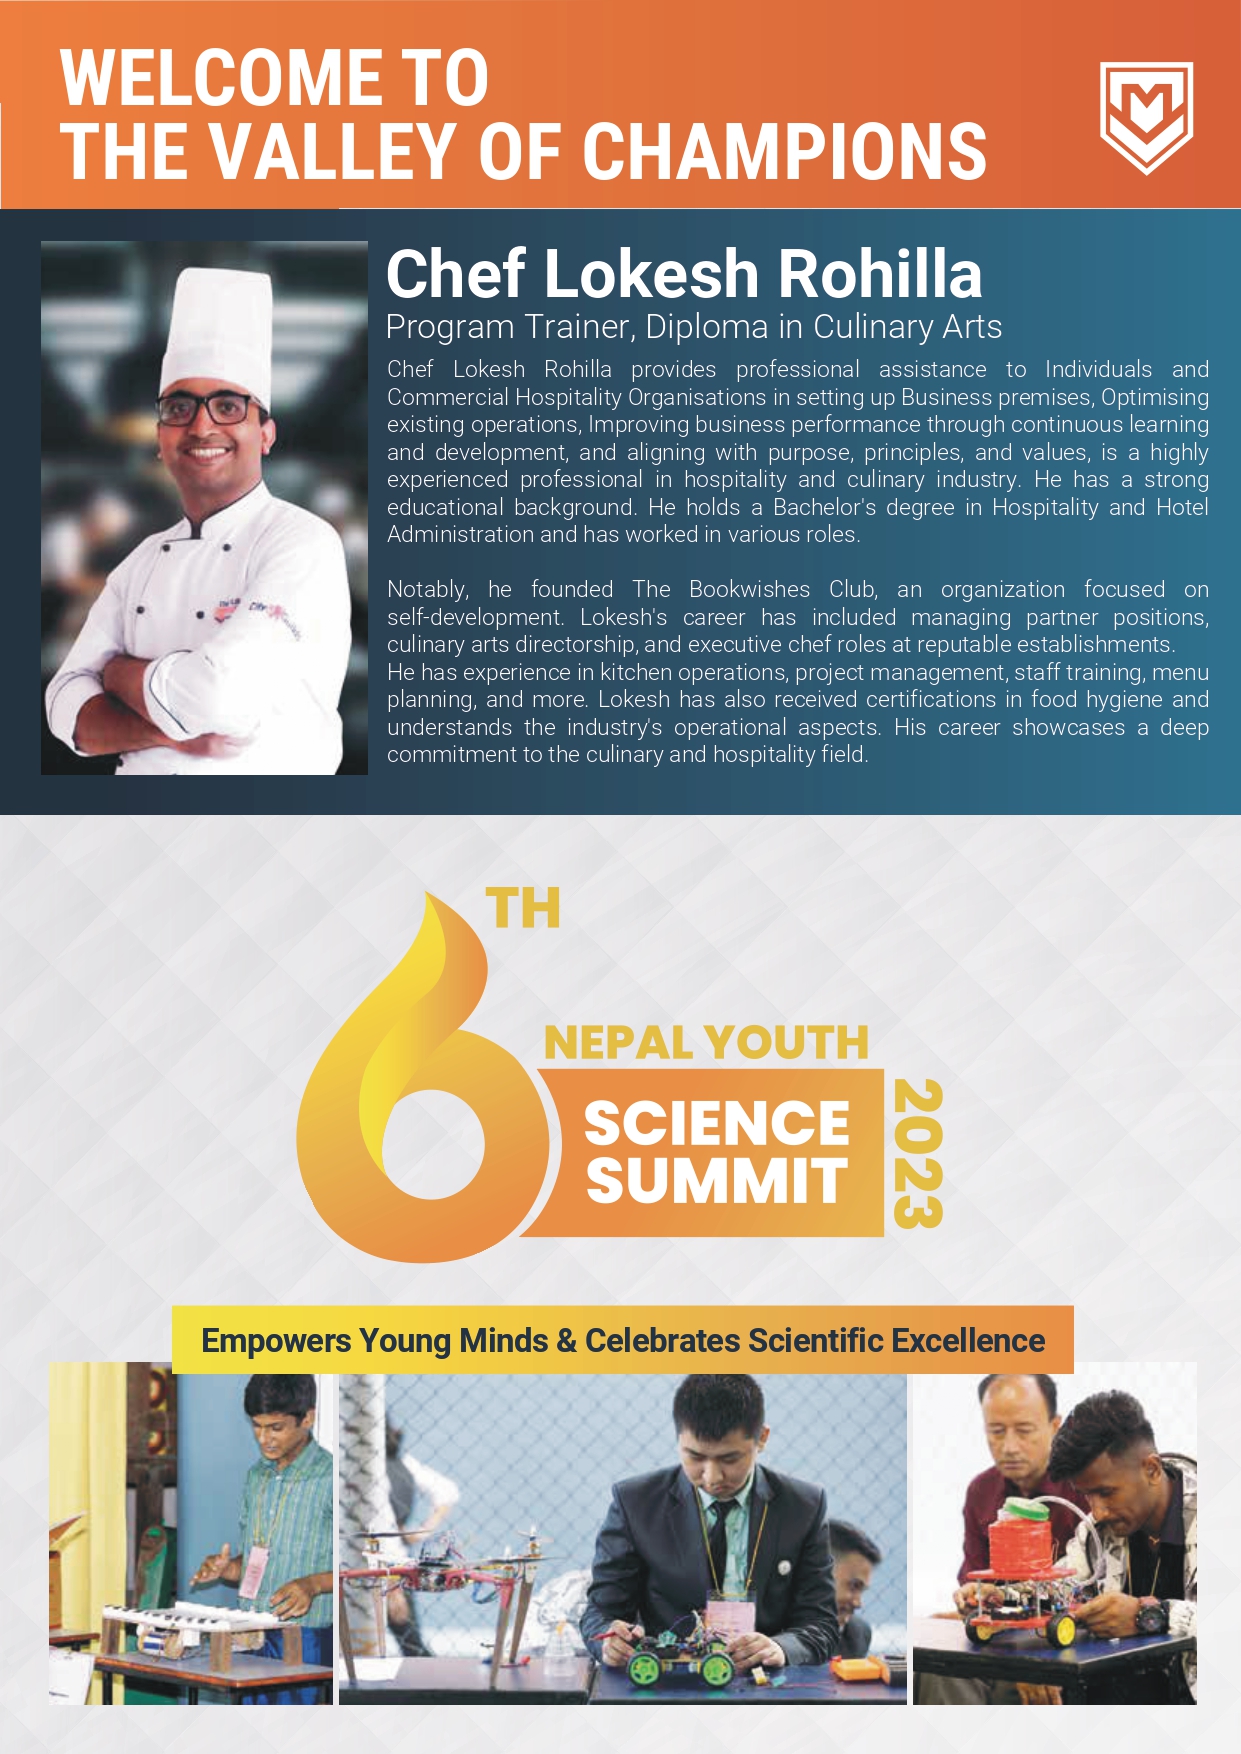 WELCOME TO
THE VALLEY OF CHAMPIONS
Chef Lokesh Rohilla
Program Trainer, Diploma in Culinary Arts
Chef Lokesh Rohilla provides professional assistance to Individuals and
Commercial Hospitality Organisations in setting up Business premises, Optimising
existing operations, Improving business performance through continuous learning
and development, and aligning with purpose, principles, and values, is a highly
experienced professional in hospitality and culinary industry. He has a strong
educational background. He holds a Bachelor's degree in Hospitality and Hotel
Administration and has worked in various roles.
Notably, he founded The Bookwishes Club, an organization focused on
self-development. Lokesh's career has included managing partner positions,
culinary arts directorship, and executive chef roles at reputable establishments.
He has experience in kitchen operations, project management, staff training, menu
planning, and more. Lokesh has also received certifications in food hygiene and
understands the industry's operational aspects. His career showcases a deep
commitment to the culinary and hospitality field.
6TH
NEPAL YOUTH
SCIENCE
SUMMIT
2023
Empowers Young Minds & Celebrates Scientific Excellence